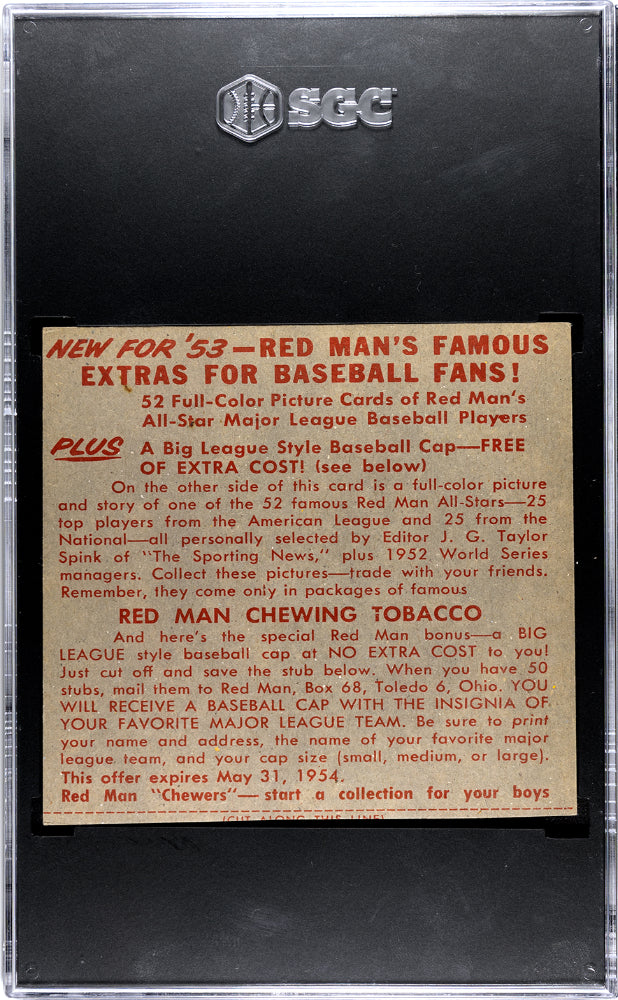 SGC
NEW FOR '53—RED MAN'S FAMOUS
EXTRAS FOR BASEBALL FANS!
52 Full-Color Picture Cards of Red Man's
All-Star Major League Baseball Players
PLUS A Big League Style Baseball Cap—FREE
OF EXTRA COST! (see below)
On the other side of this card is a full-color picture
and story of one of the 52 famous Red Man All-Stars—25
top players from the American League and 25 from the
National—all personally selected by Editor J. G. Taylor
Spink of "The Sporting News," plus 1952 World Series
managers. Collect these pictures—trade with your friends.
Remember, they come only in packages of famous
RED MAN CHEWING TOBACCO
And here's the special Red Man bonus—a BIG
LEAGUE style baseball cap at NO EXTRA COST to you!
Just cut off and save the stub below. When you have 50
stubs, mail them to Red Man, Box 68, Toledo 6, Ohio. YOU
WILL RECEIVE A BASEBALL CAP WITH THE INSIGNIA OF
YOUR FAVORITE MAJOR LEAGUE TEAM. Be sure to print
your name and address, the name of your favorite major
league team, and your cap size (small, medium, or large).
This offer expires May 31, 1954.
Red Man "Chewers"—start a collection for your boys
(CUT ALONG THIS LINE)